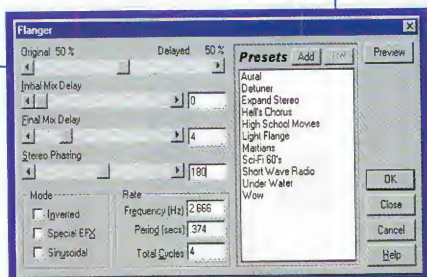 Flanger
Original 50 %
Delayed 50 %
Initial Mix Delay
0
Final Mix Delay
4
Stereo Phasing
180
Mode
Inverted
Special EFX
Sinusoidal
Rate
Frequency (Hz) 2.666
Period (secs) .374
Total Cycles 4
Presets Add Del
Aural
Detuner
Expand Stereo
Hell's Chorus
High School Movies
Light Flange
Martians
Sci-Fi 60's
Short Wave Radio
Under Water
Wow
Preview
OK
Close
Cancel
Help